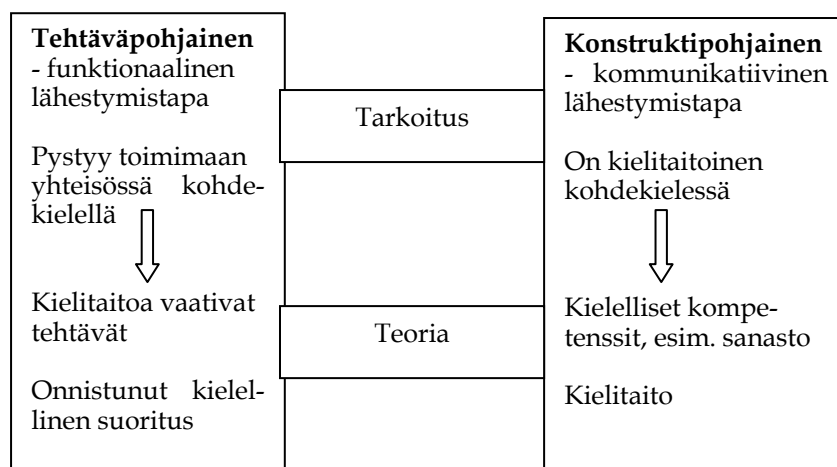 Tehtäväpohjainen
- funktionaalinen
lähestymistapa
Pystyy toimimaan
yhteisössä kohde-
kielellä
Kielitaitoa vaativat
tehtävät
Onnistunut kielel-
linen suoritus
Tarkoitus
Teoria
Konstruktipohjainen
- kommunikatiivinen
lähestymistapa
On kielitaitoinen
kohdekielessä
Kielelliset kompe-
tenssit, esim. sanasto
Kielitaito